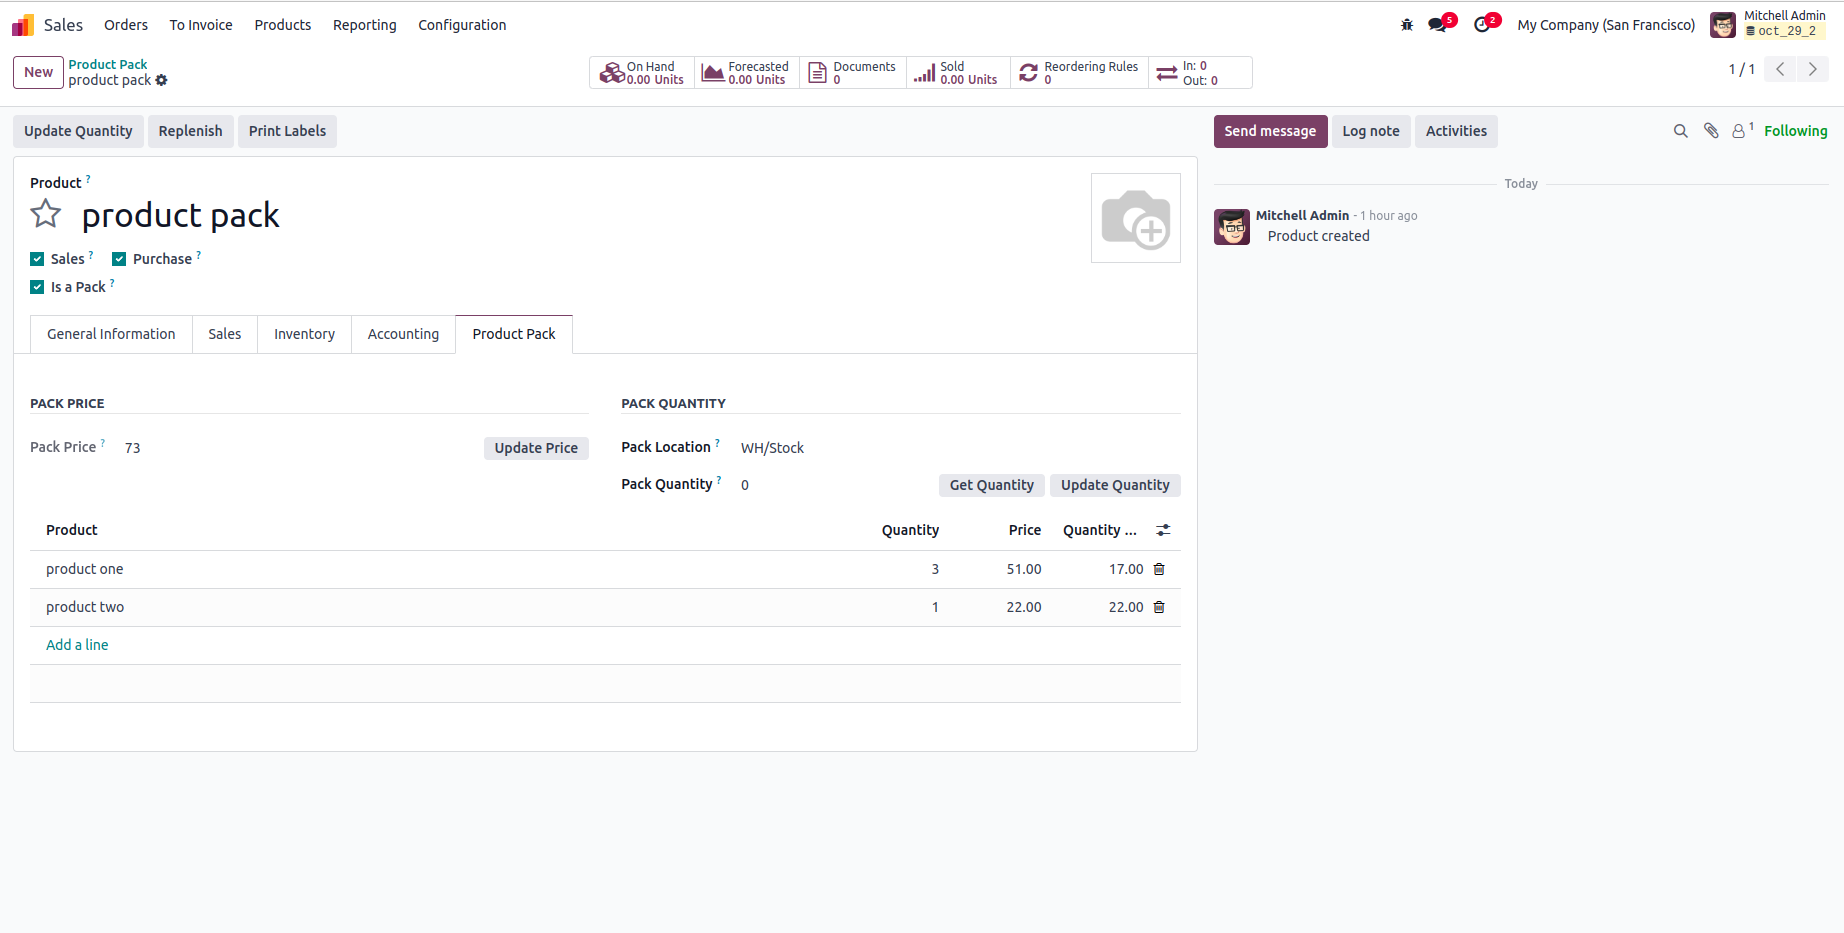 Sales Orders To Invoice Products Reporting Configuration 5 2 My Company (San Francisco) Mitchell Admin
oct_29_2
New Product Pack
product pack
On Hand
0.00 Units
Forecasted
0.00 Units
Documents
0
Sold
0.00 Units
Reordering Rules
0
In: 0
Out: 0
1 / 1
Update Quantity Replenish Print Labels
Send message Log note Activities 1 Following
Product ?
product pack
Sales ? Purchase ?
Is a Pack ?
Today
Mitchell Admin - 1 hour ago
Product created
General Information Sales Inventory Accounting Product Pack
PACK PRICE
Pack Price ? 73 Update Price
PACK QUANTITY
Pack Location ? WH/Stock
Pack Quantity ? 0 Get Quantity Update Quantity
Product Quantity Price Quantity ...
product one 3 51.00 17.00
product two 1 22.00 22.00
Add a line